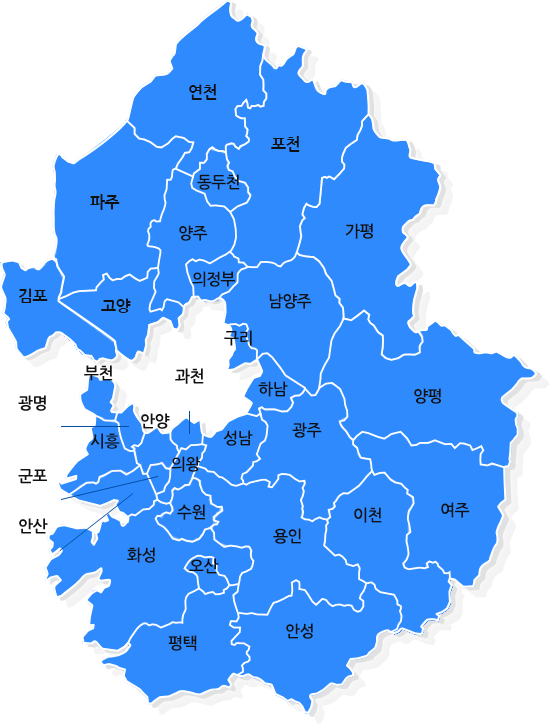 연천
포천
동두천
파주
양주
가평
의정부
김포
고양
남양주
구리
부천
과천
하남
양평
광명
안양
시흥
성남
광주
의왕
군포
수원
이천
여주
안산
용인
화성
오산
안성
평택